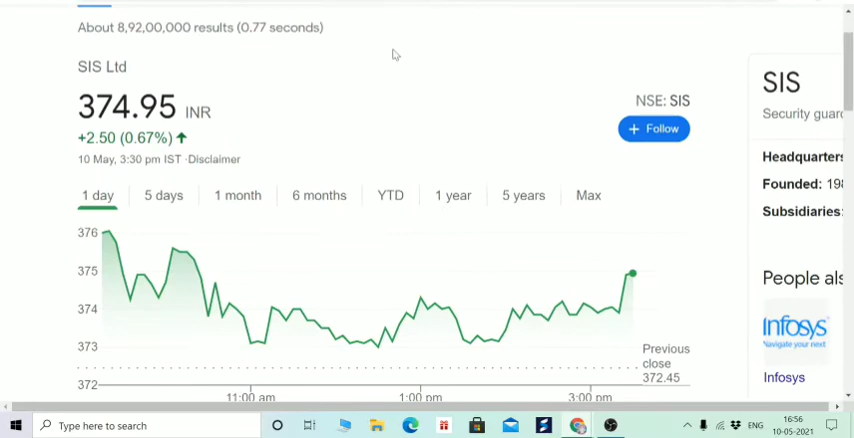 About 8,92,00,000 results (0.77 seconds)
SIS Ltd
374.95 INR
+2.50 (0.67%)
10 May, 3:30 pm IST ·Disclaimer
NSE: SIS
+ Follow
1 day 5 days 1 month 6 months YTD 1 year 5 years Max
376
375
374
373
372
Previous
close
372.45
11:00 am 1:00 pm 3:00 pm
SIS
Security guard
Headquarters
Founded: 198
Subsidiaries:
People als
Infosys
Navigate your next
Infosys
Type here to search
ENG
16:56
10-05-2021